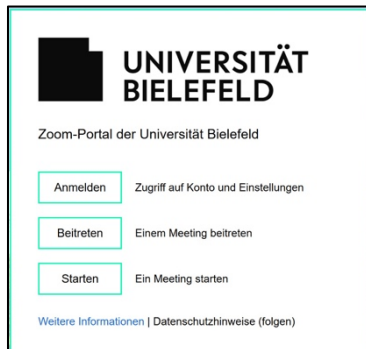 UNIVERSITÄT
BIELEFELD
Zoom-Portal der Universität Bielefeld
Anmelden Zugriff auf Konto und Einstellungen
Beitreten Einem Meeting beitreten
Starten Ein Meeting starten
Weitere Informationen | Datenschutzhinweise (folgen)